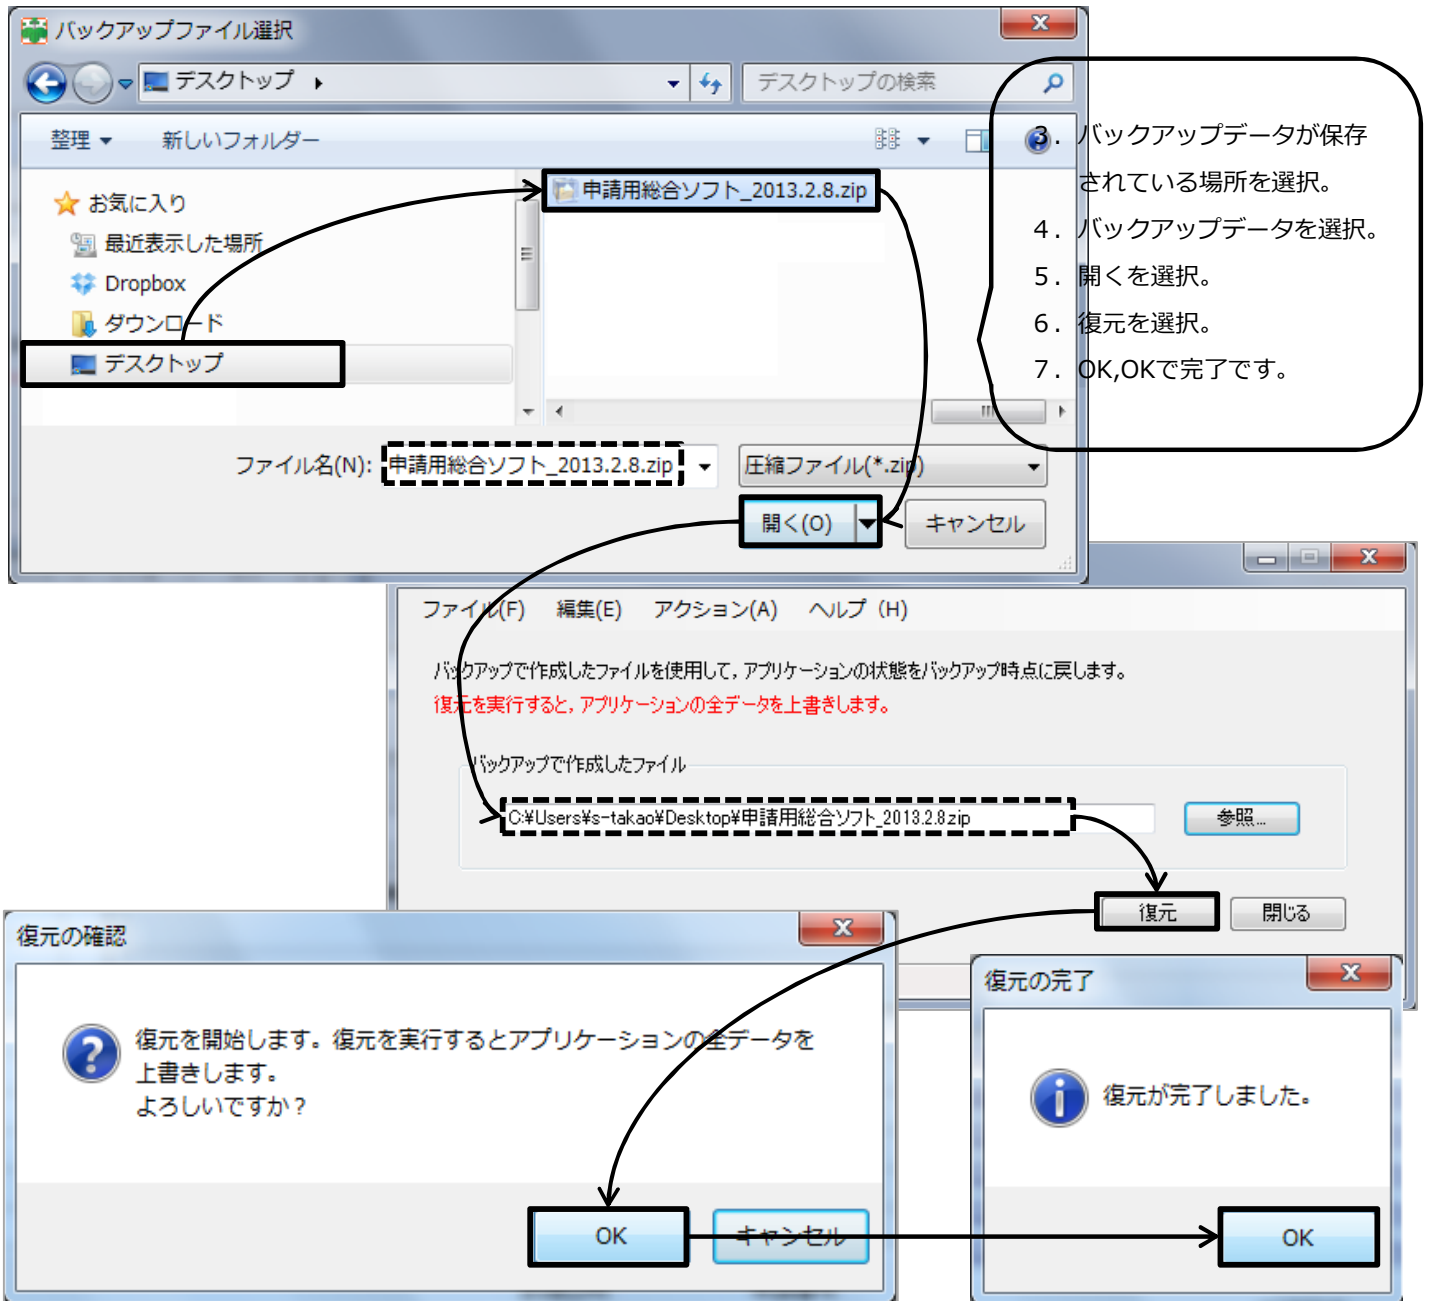 バックアップファイル選択
デスクトップ
デスクトップの検索
整理
新しいフォルダー
お気に入り
最近表示した場所
Dropbox
ダウンロード
デスクトップ
申請用総合ソフト_2013.2.8.zip
3. バックアップデータが保存
されている場所を選択。
4. バックアップデータを選択。
5. 開くを選択。
6. 復元を選択。
7. OK,OKで完了です。
ファイル名(N): 申請用総合ソフト_2013.2.8.zip
圧縮ファイル(*.zip)
開く(O)
キャンセル
ファイル(F) 編集(E) アクション(A) ヘルプ (H)
バックアップで作成したファイルを使用して，アプリケーションの状態をバックアップ時点に戻します。
復元を実行すると，アプリケーションの全データを上書きします。
バックアップで作成したファイル
C:¥Users¥s-takao¥Desktop¥申請用総合ソフト_2013.2.8.zip
参照...
復元
閉じる
復元の確認
復元を開始します。復元を実行するとアプリケーションの全データを
上書きします。
よろしいですか？
OK
キャンセル
復元の完了
復元が完了しました。
OK